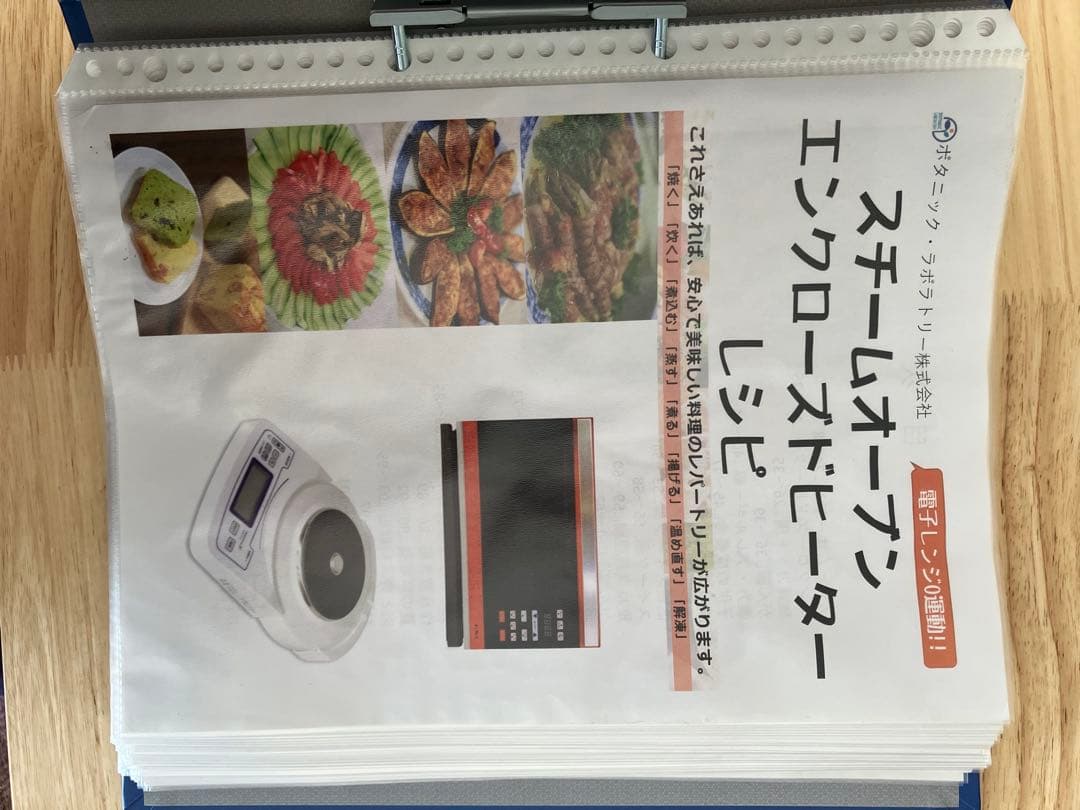 ボタニック・ラボラトリー株式会社
電子レンジ0運動!!
スチームオーブン
エンクローズドヒーター
レシピ
これさえあれば、安心で美味しい料理のレパートリーが広がります。
「焼く」「炊く」「煮込む」「蒸す」「煮る」「揚げる」「温め直す」「解凍」